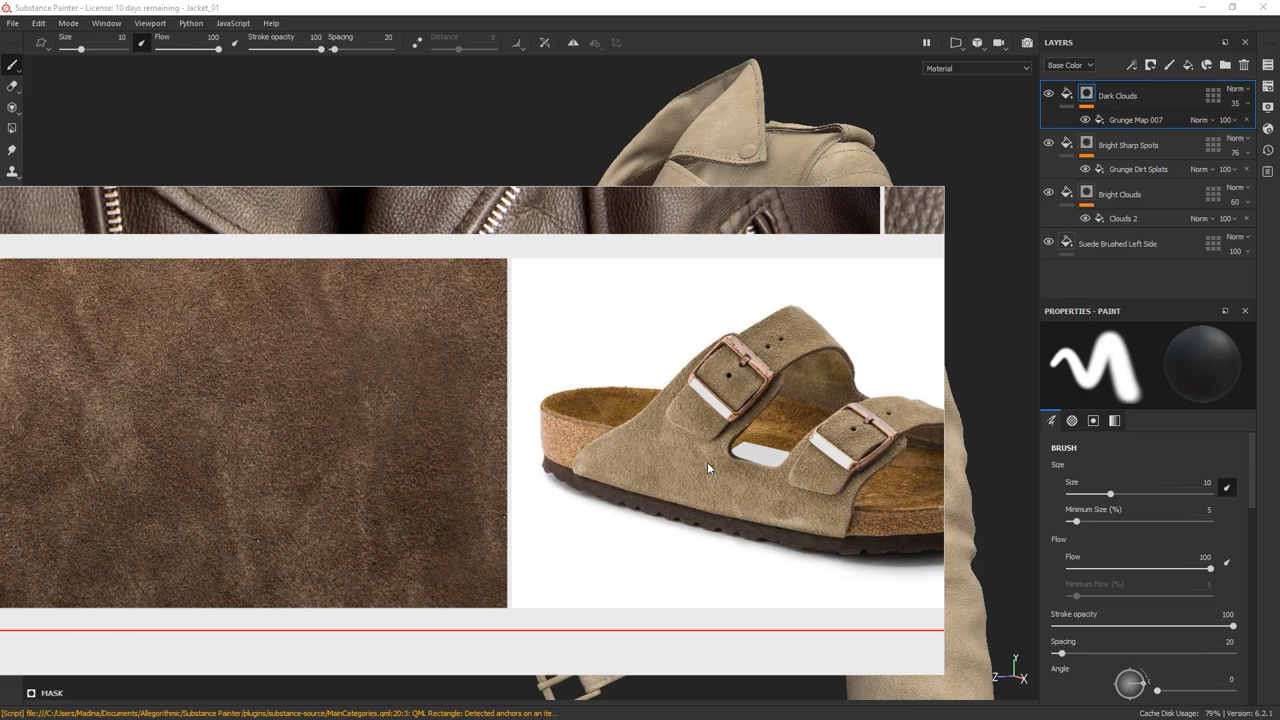 Substance Painter - License: 10 days remaining - Jacket_01
File Edit Mode Window Viewport Python JavaScript Help
Size 10 Flow 100 Stroke opacity 100 Spacing 20 Distance 8
Material
LAYERS
Base Color
Dark Clouds Norm 35
Grunge Map 007 Norm 100
Bright Sharp Spots Norm 76
Grunge Dirt Splats Norm 100
Bright Clouds Norm 60
Clouds 2 Norm 100
Suede Brushed Left Side Norm 100
PROPERTIES - PAINT
BRUSH
Size
Size 10
Minimum Size (%) 5
Flow
Flow 100
Minimum Flow (%) 5
Stroke opacity 100
Spacing 20
Angle 0
Y
Z X
MASK
[Script] file:///C:/Users/Madina/Documents/Allegorithmic/Substance Painter/plugins/substance-source/MainCategories.qml:20:3: QML Rectangle: Detected anchors on an ite...
Cache Disk Usage: 79% | Version: 6.2.1